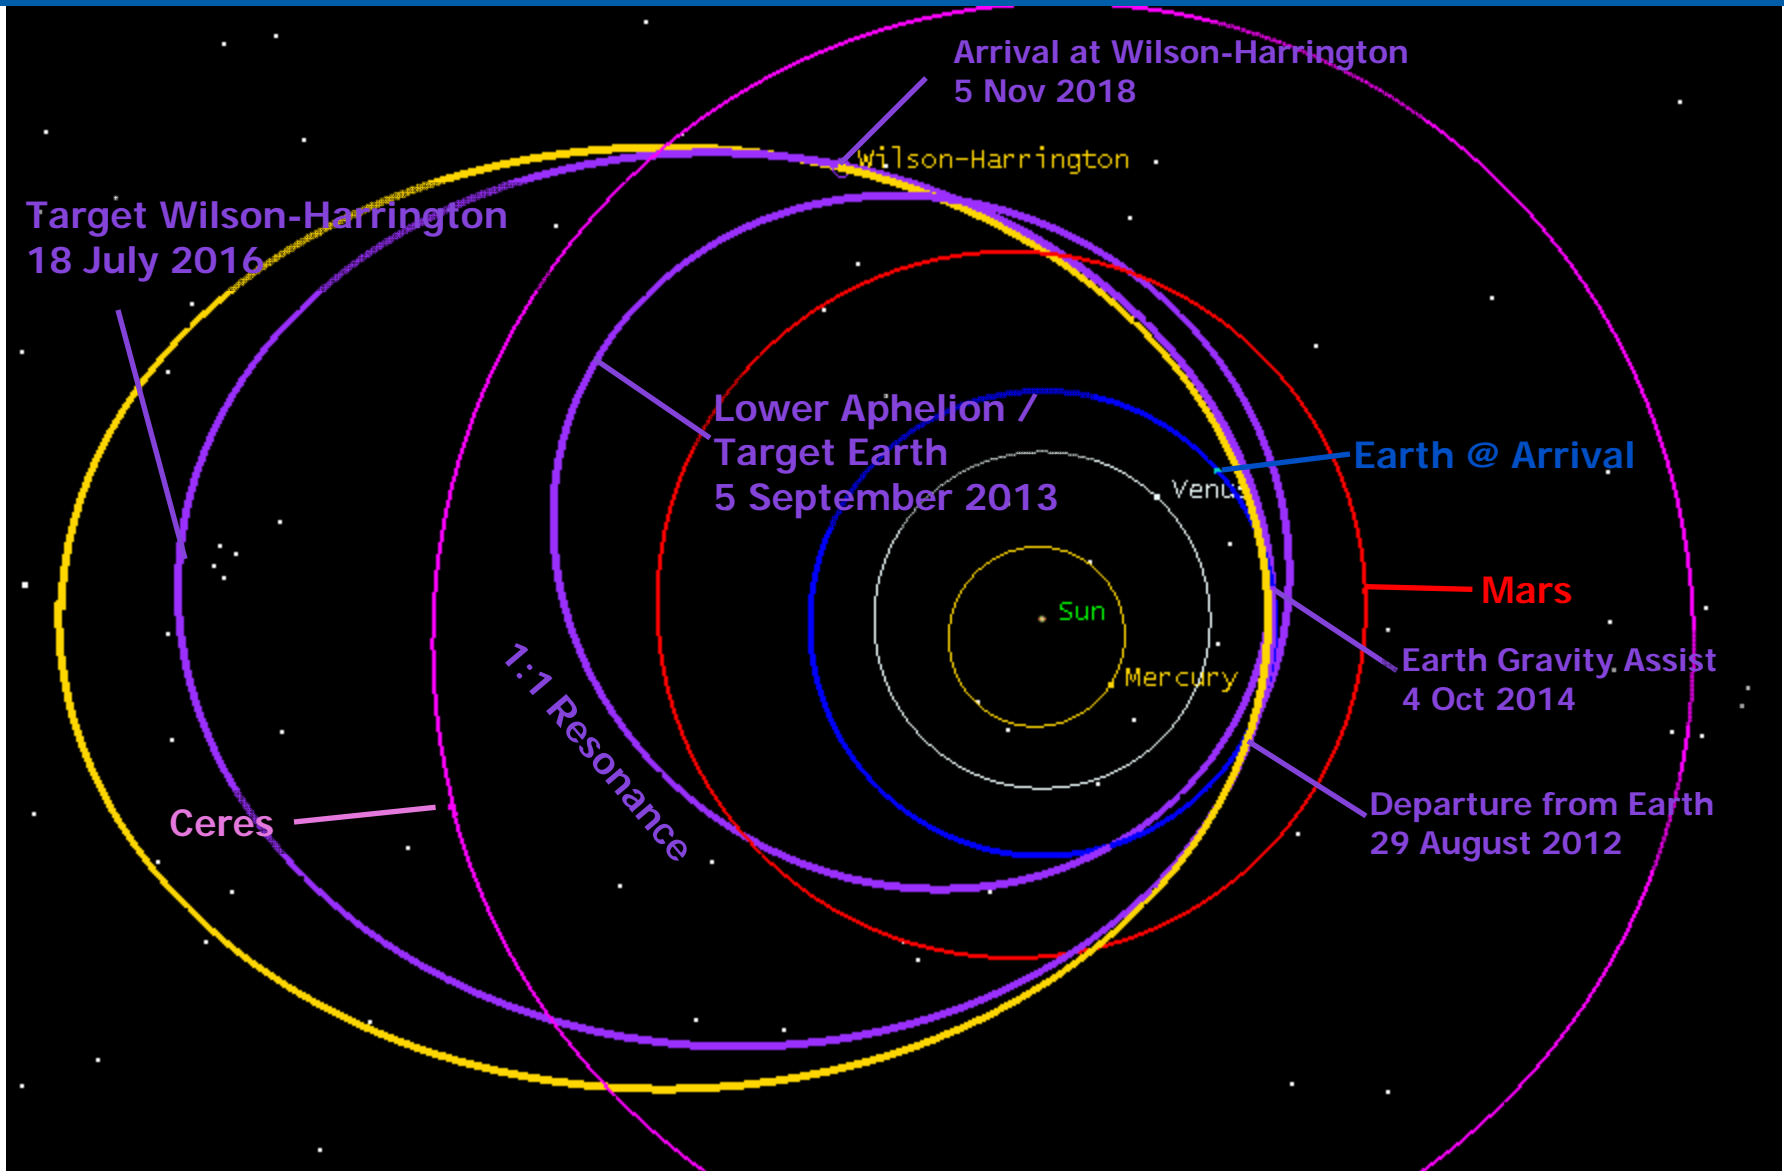 Arrival at Wilson-Harrington
5 Nov 2018
Wilson-Harrington
Target Wilson-Harrington
18 July 2016
Lower Aphelion /
Target Earth
5 September 2013
Earth @ Arrival
Venus
Mars
Sun
Earth Gravity Assist
4 Oct 2014
Mercury
1:1 Resonance
Departure from Earth
29 August 2012
Ceres